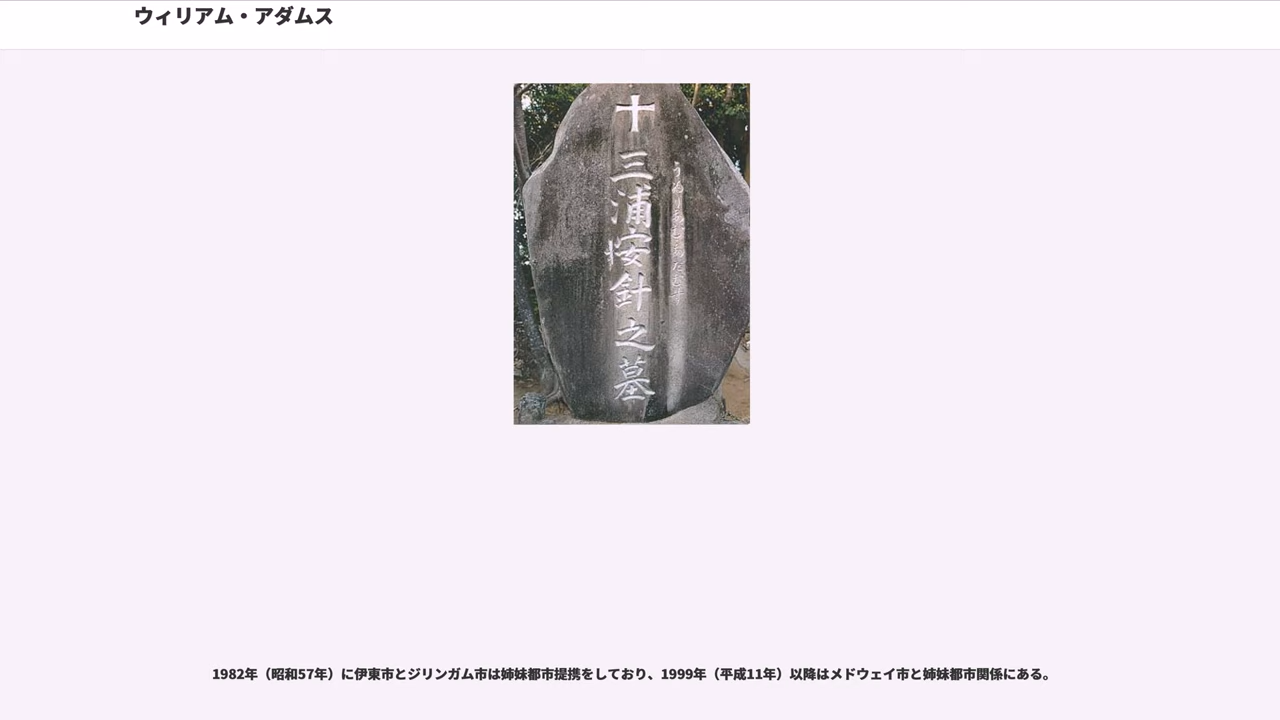 ウィリアム・アダムス
十三浦按針之墓
1982年（昭和57年）に伊東市とジリンガム市は姉妹都市提携をしており、1999年（平成11年）以降はメドウェイ市と姉妹都市関係にある。